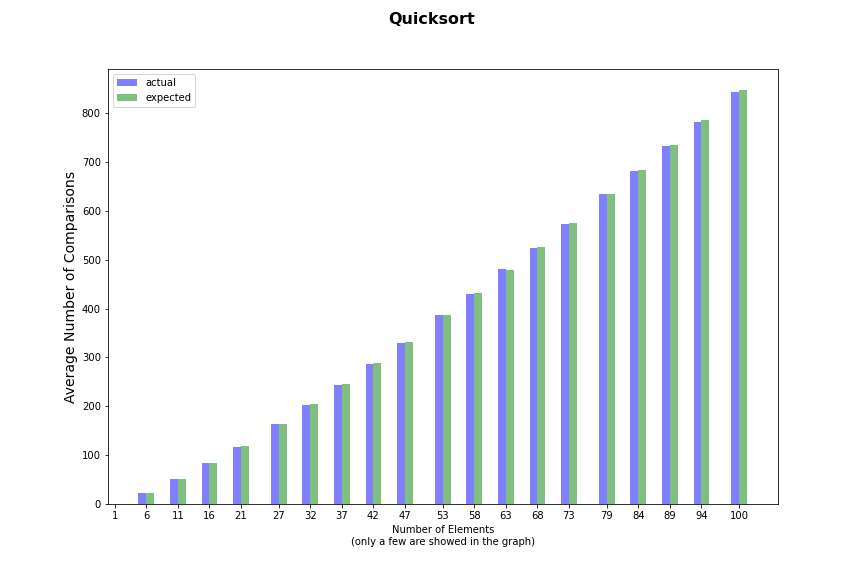 Quicksort
actual
expected
Average Number of Comparisons
800
700
600
500
400
300
200
100
0
1 6 11 16 21 27 32 37 42 47 53 58 63 68 73 79 84 89 94 100
Number of Elements
(only a few are showed in the graph)